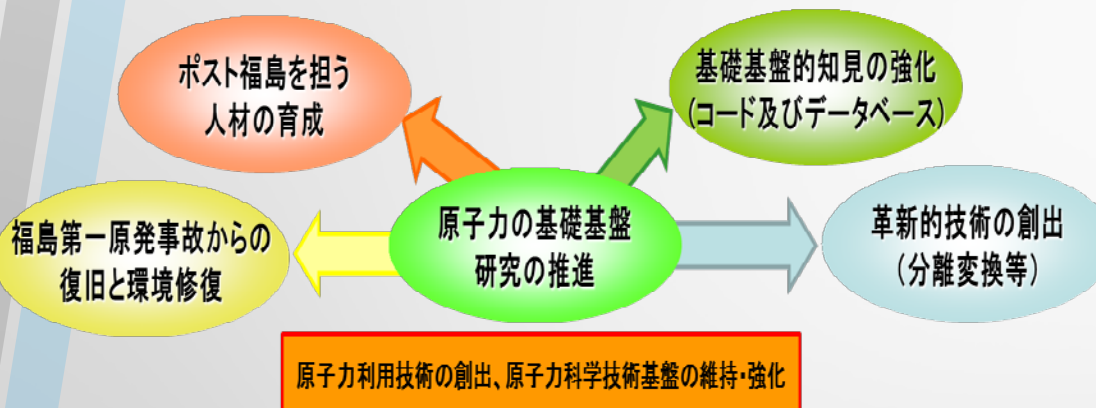 ポスト福島を担う
人材の育成
基礎基盤的知見の強化
(コード及びデータベース)
福島第一原発事故からの
復旧と環境修復
原子力の基礎基盤
研究の推進
革新的技術の創出
(分離変換等)
原子力利用技術の創出、原子力科学技術基盤の維持・強化